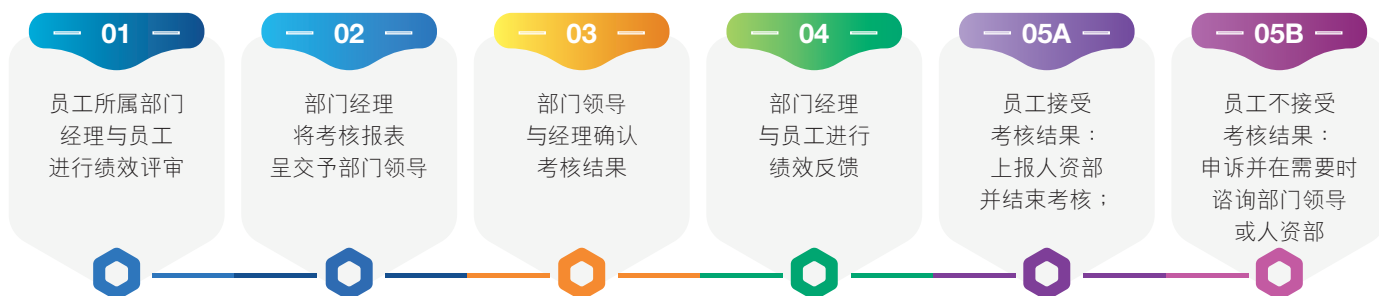 01
员工所属部门
经理与员工
进行绩效评审
02
部门经理
将考核报表
呈交予部门领导
03
部门领导
与经理确认
考核结果
04
部门经理
与员工进行
绩效反馈
05A
员工接受
考核结果：
上报人资部
并结束考核；
05B
员工不接受
考核结果：
申诉并在需要时
谘询部门领导
或人资部